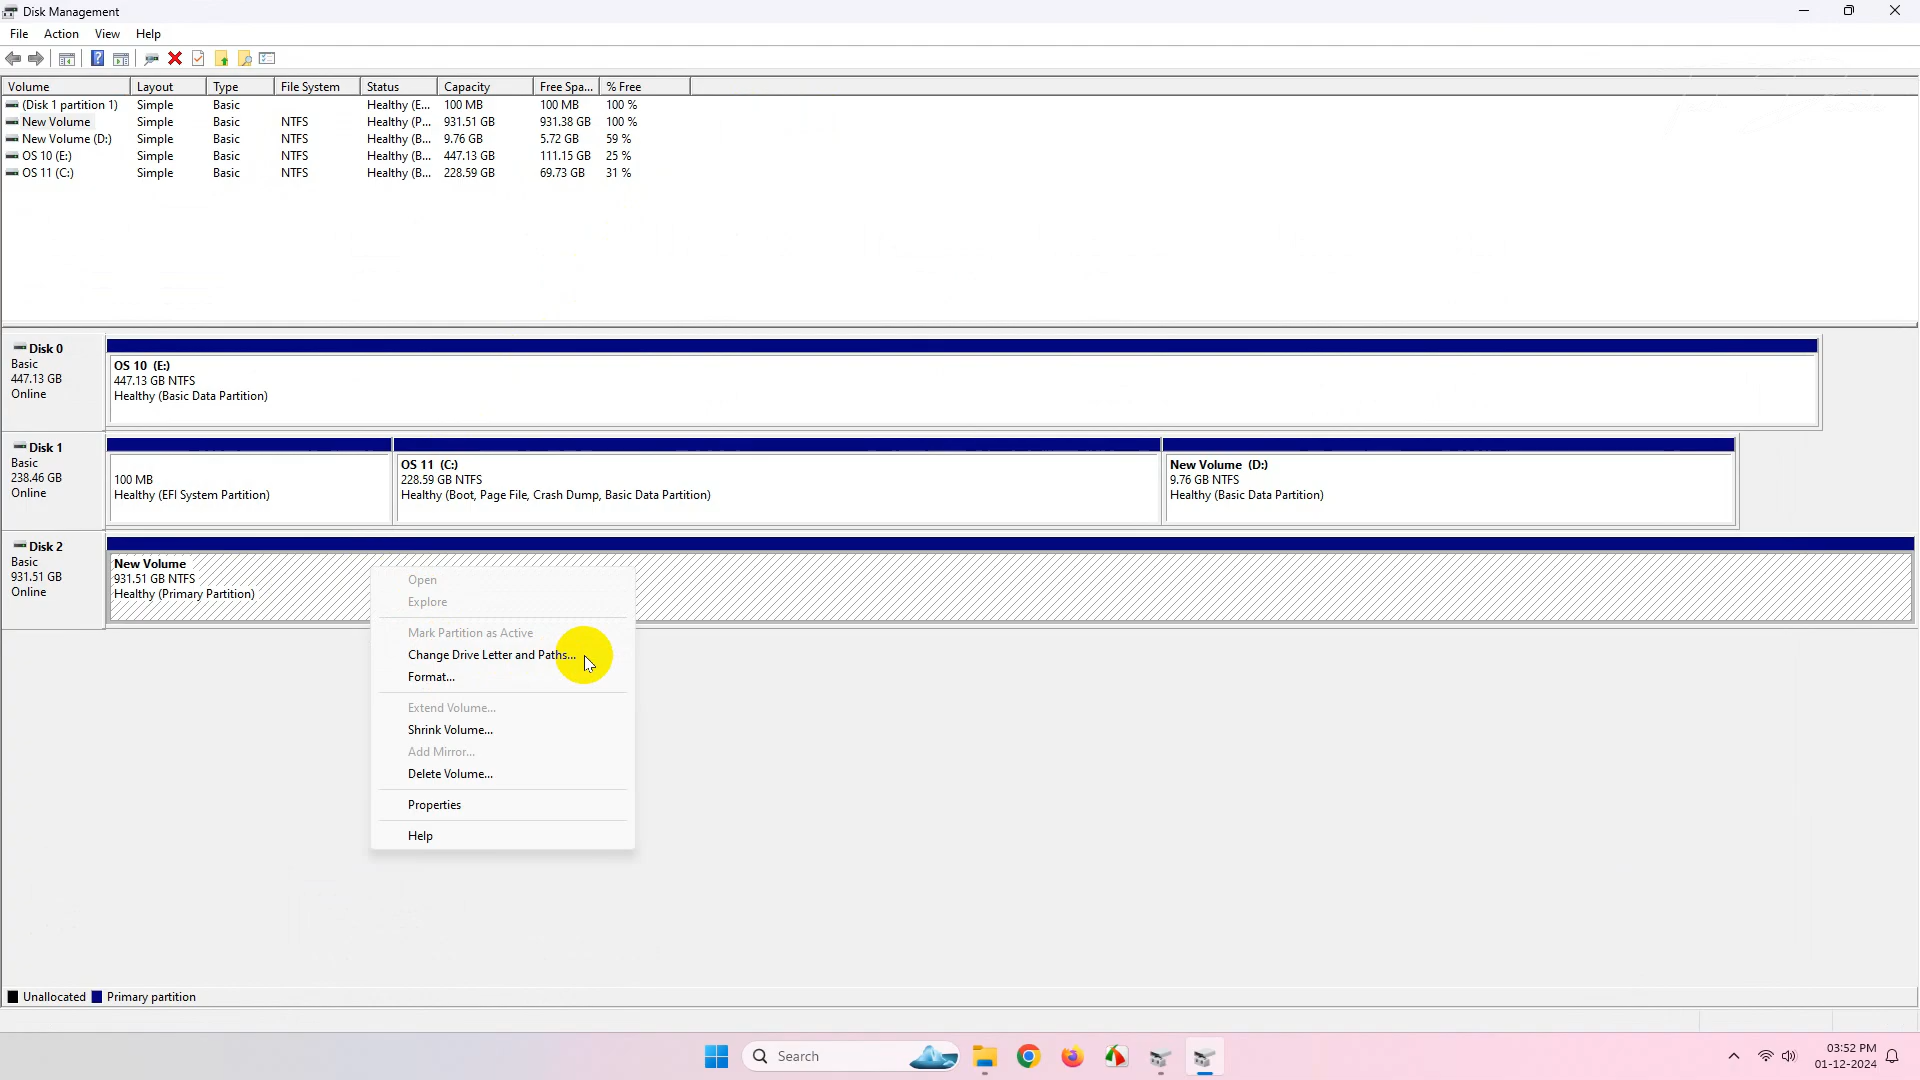 Disk Management
File Action View Help
Volume Layout Type File System Status Capacity Free Spa... % Free
(Disk 1 partition 1) Simple Basic Healthy (E... 100 MB 100 MB 100 %
New Volume Simple Basic NTFS Healthy (P... 931.51 GB 931.38 GB 100 %
New Volume (D:) Simple Basic NTFS Healthy (B... 9.76 GB 5.72 GB 59 %
OS 10 (E:) Simple Basic NTFS Healthy (B... 447.13 GB 111.15 GB 25 %
OS 11 (C:) Simple Basic NTFS Healthy (B... 228.59 GB 69.73 GB 31 %
Disk 0
Basic
447.13 GB
Online
OS 10 (E:)
447.13 GB NTFS
Healthy (Basic Data Partition)
Disk 1
Basic
238.46 GB
Online
100 MB
Healthy (EFI System Partition)
OS 11 (C:)
228.59 GB NTFS
Healthy (Boot, Page File, Crash Dump, Basic Data Partition)
New Volume (D:)
9.76 GB NTFS
Healthy (Basic Data Partition)
Disk 2
Basic
931.51 GB
Online
New Volume
931.51 GB NTFS
Healthy (Primary Partition)
Open
Explore
Mark Partition as Active
Change Drive Letter and Paths...
Format...
Extend Volume...
Shrink Volume...
Add Mirror...
Delete Volume...
Properties
Help
Unallocated Primary partition
Search
03:52 PM
01-12-2024